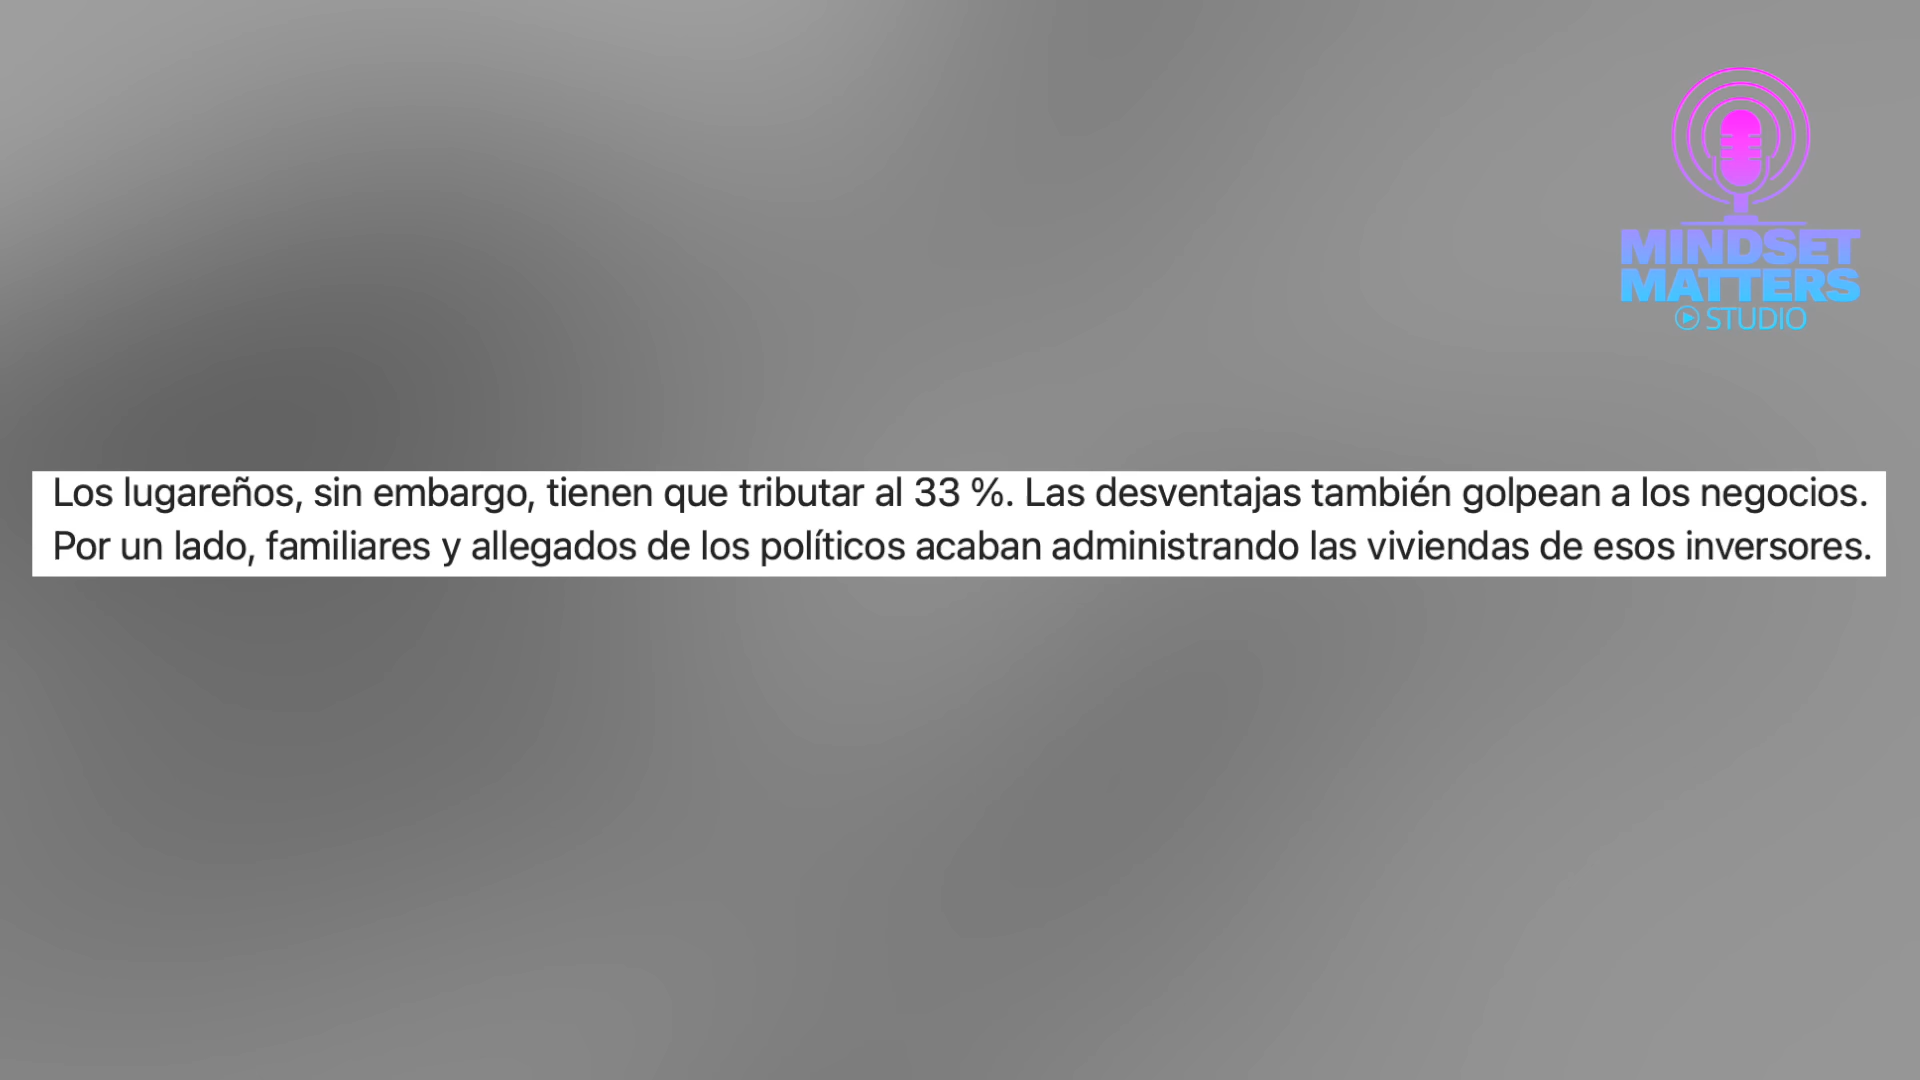 MINDSET
MATTERS
STUDIO
Los lugareños, sin embargo, tienen que tributar al 33 %. Las desventajas también golpean a los negocios.
Por un lado, familiares y allegados de los políticos acaban administrando las viviendas de esos inversores.